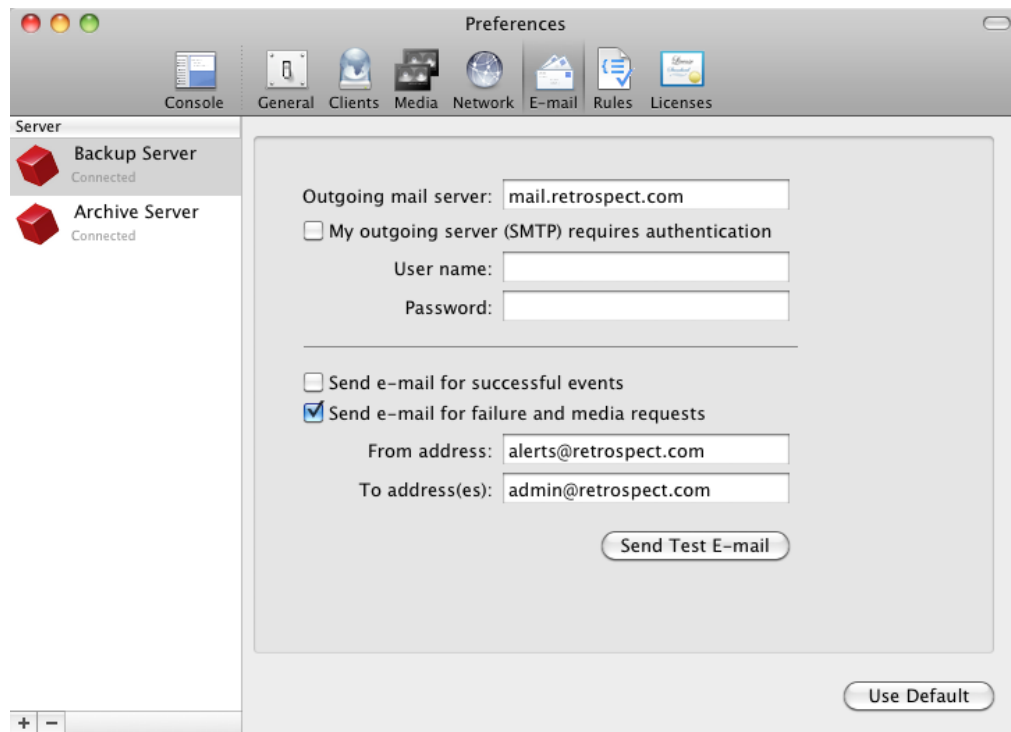 Preferences
Console
General Clients Media Network E-mail Rules Licenses
Server
Backup Server
Connected
Archive Server
Connected
Outgoing mail server: mail.retrospect.com
My outgoing server (SMTP) requires authentication
User name:
Password:
Send e-mail for successful events
Send e-mail for failure and media requests
From address: alerts@retrospect.com
To address(es): admin@retrospect.com
Send Test E-mail
Use Default
+ −